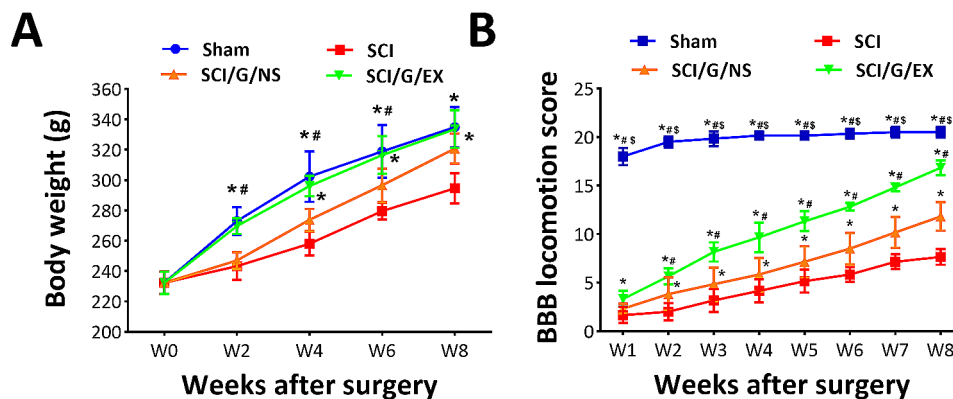 A
Sham
SCI
SCI/G/NS
SCI/G/EX
Body weight (g)
360
340
320
300
280
260
240
220
200
*#
*#
*#
*
*
*
*
W0
W2
W4
W6
W8
Weeks after surgery
B
Sham
SCI
SCI/G/NS
SCI/G/EX
BBB locomotion score
25
20
15
10
5
0
*#$
*#$
*#$
*#$
*#$
*#$
*#$
*#$
*
*#
*#
*#
*#
*#
*#
*#
*
*
*
*
*
*
*
W1
W2
W3
W4
W5
W6
W7
W8
Weeks after surgery